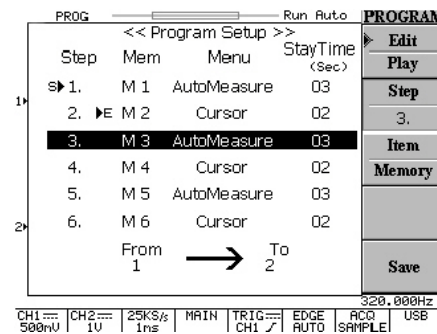 PROG Run Auto PROGRAM
<< Program Setup >>
Step Mem Menu StayTime
(Sec)
S 1. M 1 AutoMeasure 03
2. E M 2 Cursor 02
3. M 3 AutoMeasure 03
4. M 4 Cursor 02
5. M 5 AutoMeasure 03
6. M 6 Cursor 02
From To
1 2
1
2
Edit
Play
Step
3.
Item
Memory
Save
320.000Hz
CH1 CH2 25KS/s MAIN TRIG EDGE ACQ USB
500mV 1V 1ms CH1 AUTO SAMPLE